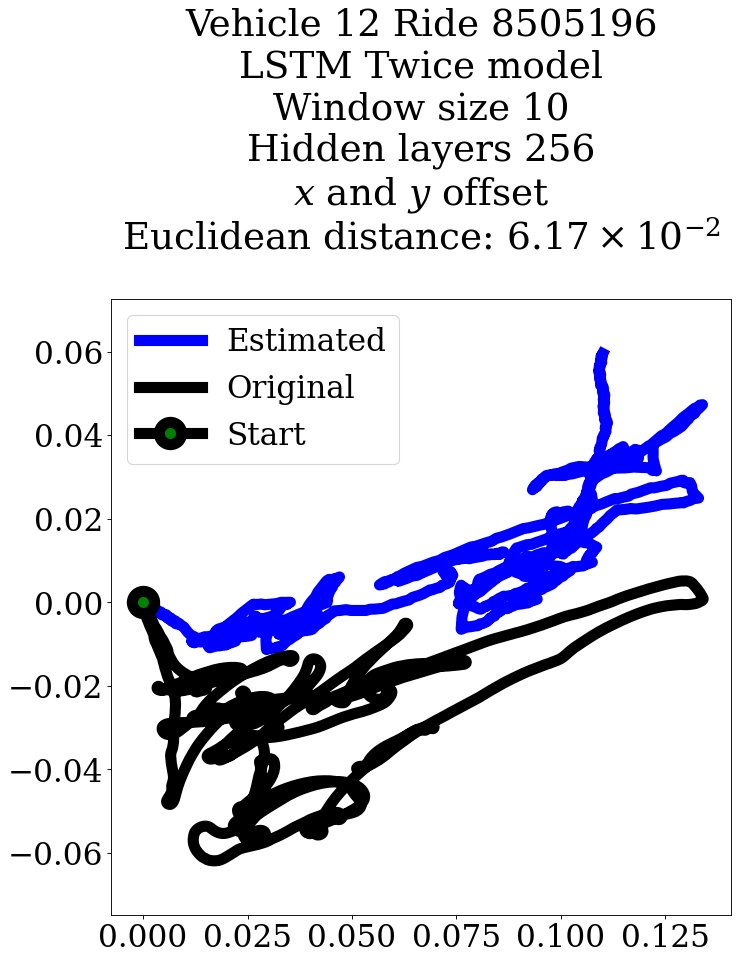 Vehicle 12 Ride 8505196
LSTM Twice model
Window size 10
Hidden layers 256
x and y offset
Euclidean distance: 6.17 × 10⁻²
Estimated
Original
Start
0.06
0.04
0.02
0.00
−0.02
−0.04
−0.06
0.000 0.025 0.050 0.075 0.100 0.125